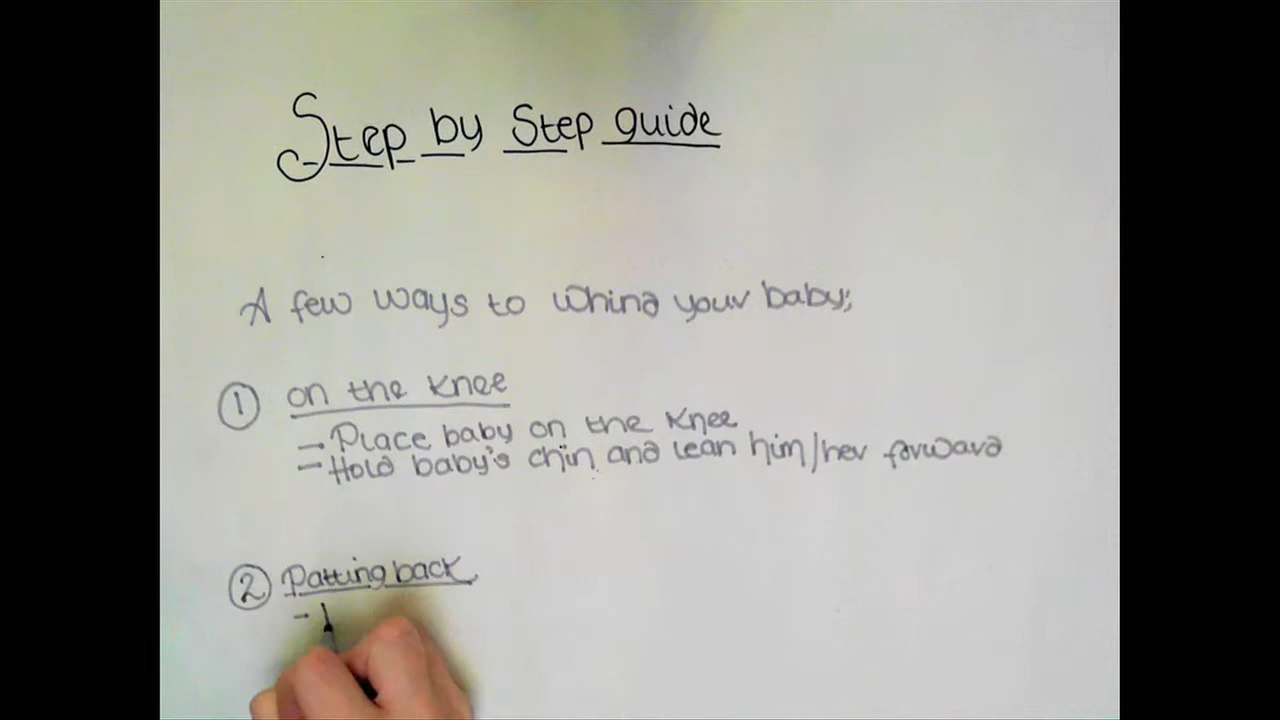 Step by Step guide
A few ways to whind your baby;
1 on the knee
- Place baby on the knee
- Hold baby's chin and lean him/her forward
2 Patting back
-